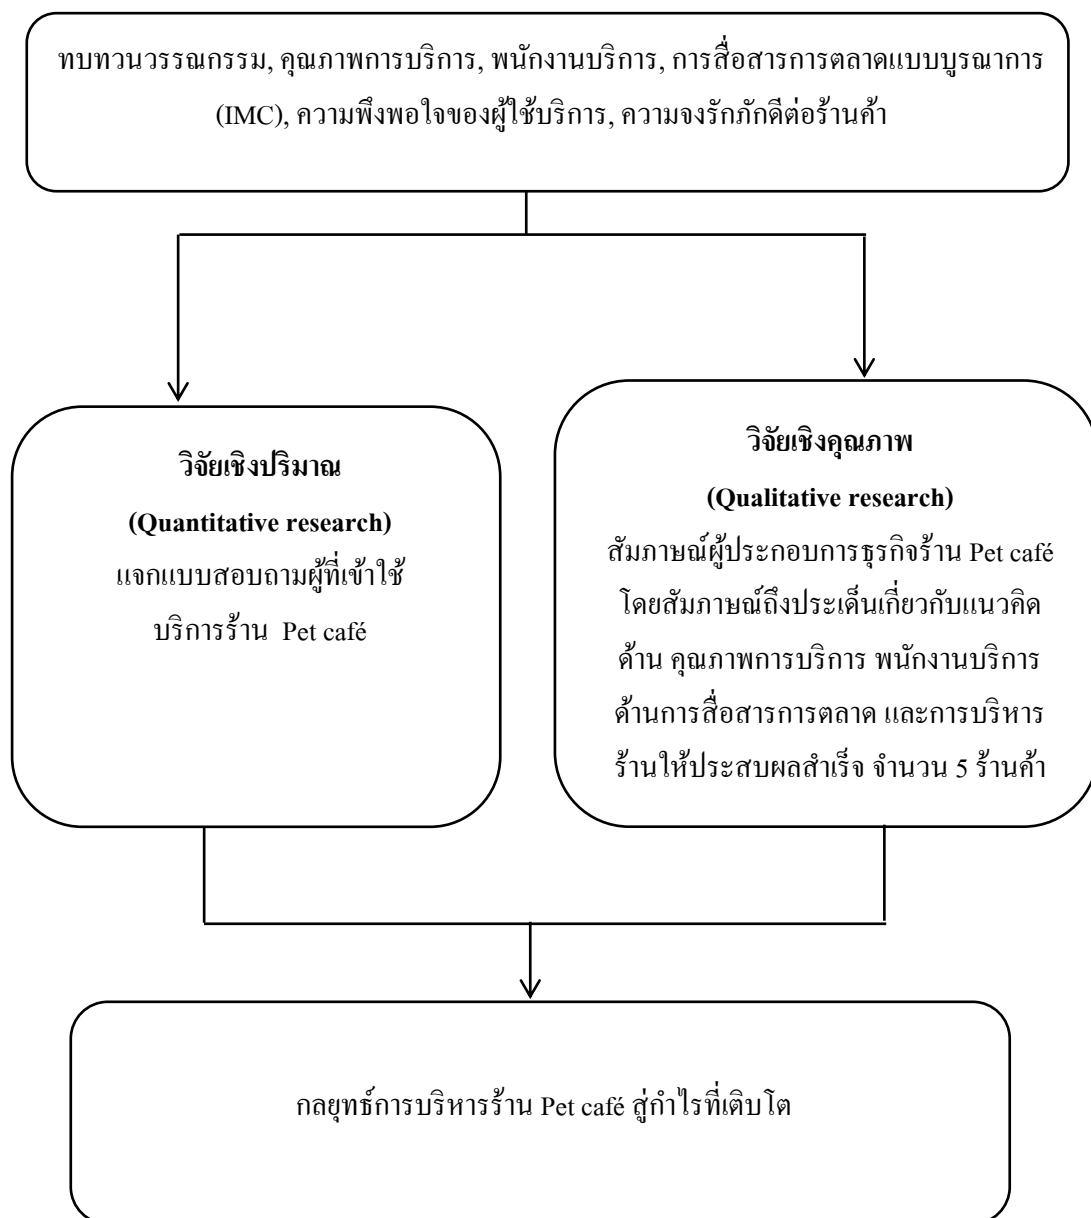 ทบทวนวรรณกรรม, คุณภาพการบริการ, พนักงานบริการ, การสื่อสารการตลาดแบบบูรณาการ
(IMC), ความพึงพอใจของผู้ใช้บริการ, ความจงรักภักดีต่อร้านค้า
วิจัยเชิงปริมาณ
(Quantitative research)
แจกแบบสอบถามผู้ที่เข้าใช้
บริการร้าน Pet café
วิจัยเชิงคุณภาพ
(Qualitative research)
สัมภาษณ์ผู้ประกอบการธุรกิจร้าน Pet café
โดยสัมภาษณ์ถึงประเด็นเกี่ยวกับแนวคิด
ด้าน คุณภาพการบริการ พนักงานบริการ
ด้านการสื่อสารการตลาด และการบริหาร
ร้านให้ประสบผลสำเร็จ จำนวน 5 ร้านค้า
กลยุทธ์การบริหารร้าน Pet café สู่กำไรที่เติบโต